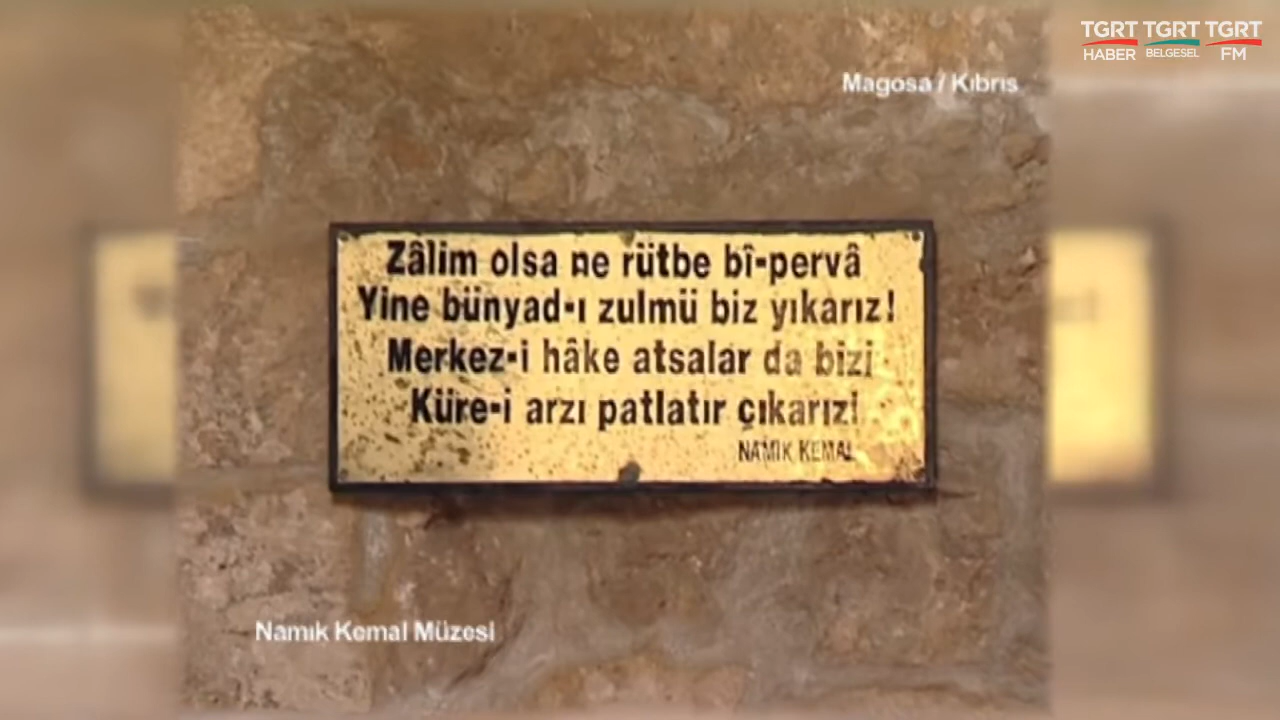 TGRT HABER TGRT BELGESEL TGRT FM
Magosa / Kıbrıs
Zâlim olsa ne rütbe bî-pervâ
Yine bünyad-ı zulmü biz yıkarız!
Merkez-i hâke atsalar da bizi
Küre-i arzı patlatır çıkarız!
NAMIK KEMAL
Namık Kemal Müzesi